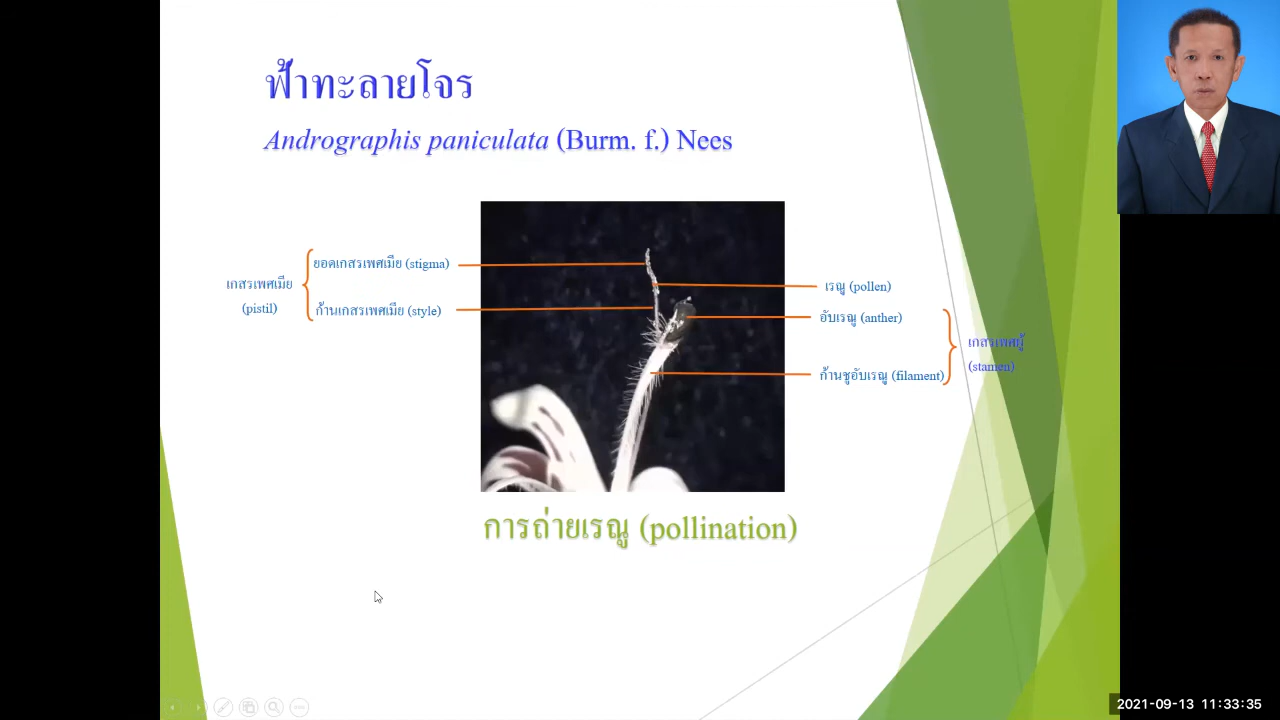 ฟ้าทะลายโจร
Andrographis paniculata (Burm. f.) Nees
ยอดเกสรเพศเมีย (stigma)
เกสรเพศเมีย
(pistil)
ก้านเกสรเพศเมีย (style)
เรณู (pollen)
อับเรณู (anther)
เกสรเพศผู้
(stamen)
ก้านชูอับเรณู (filament)
การถ่ายเรณู (pollination)
2021-09-13 11:33:35